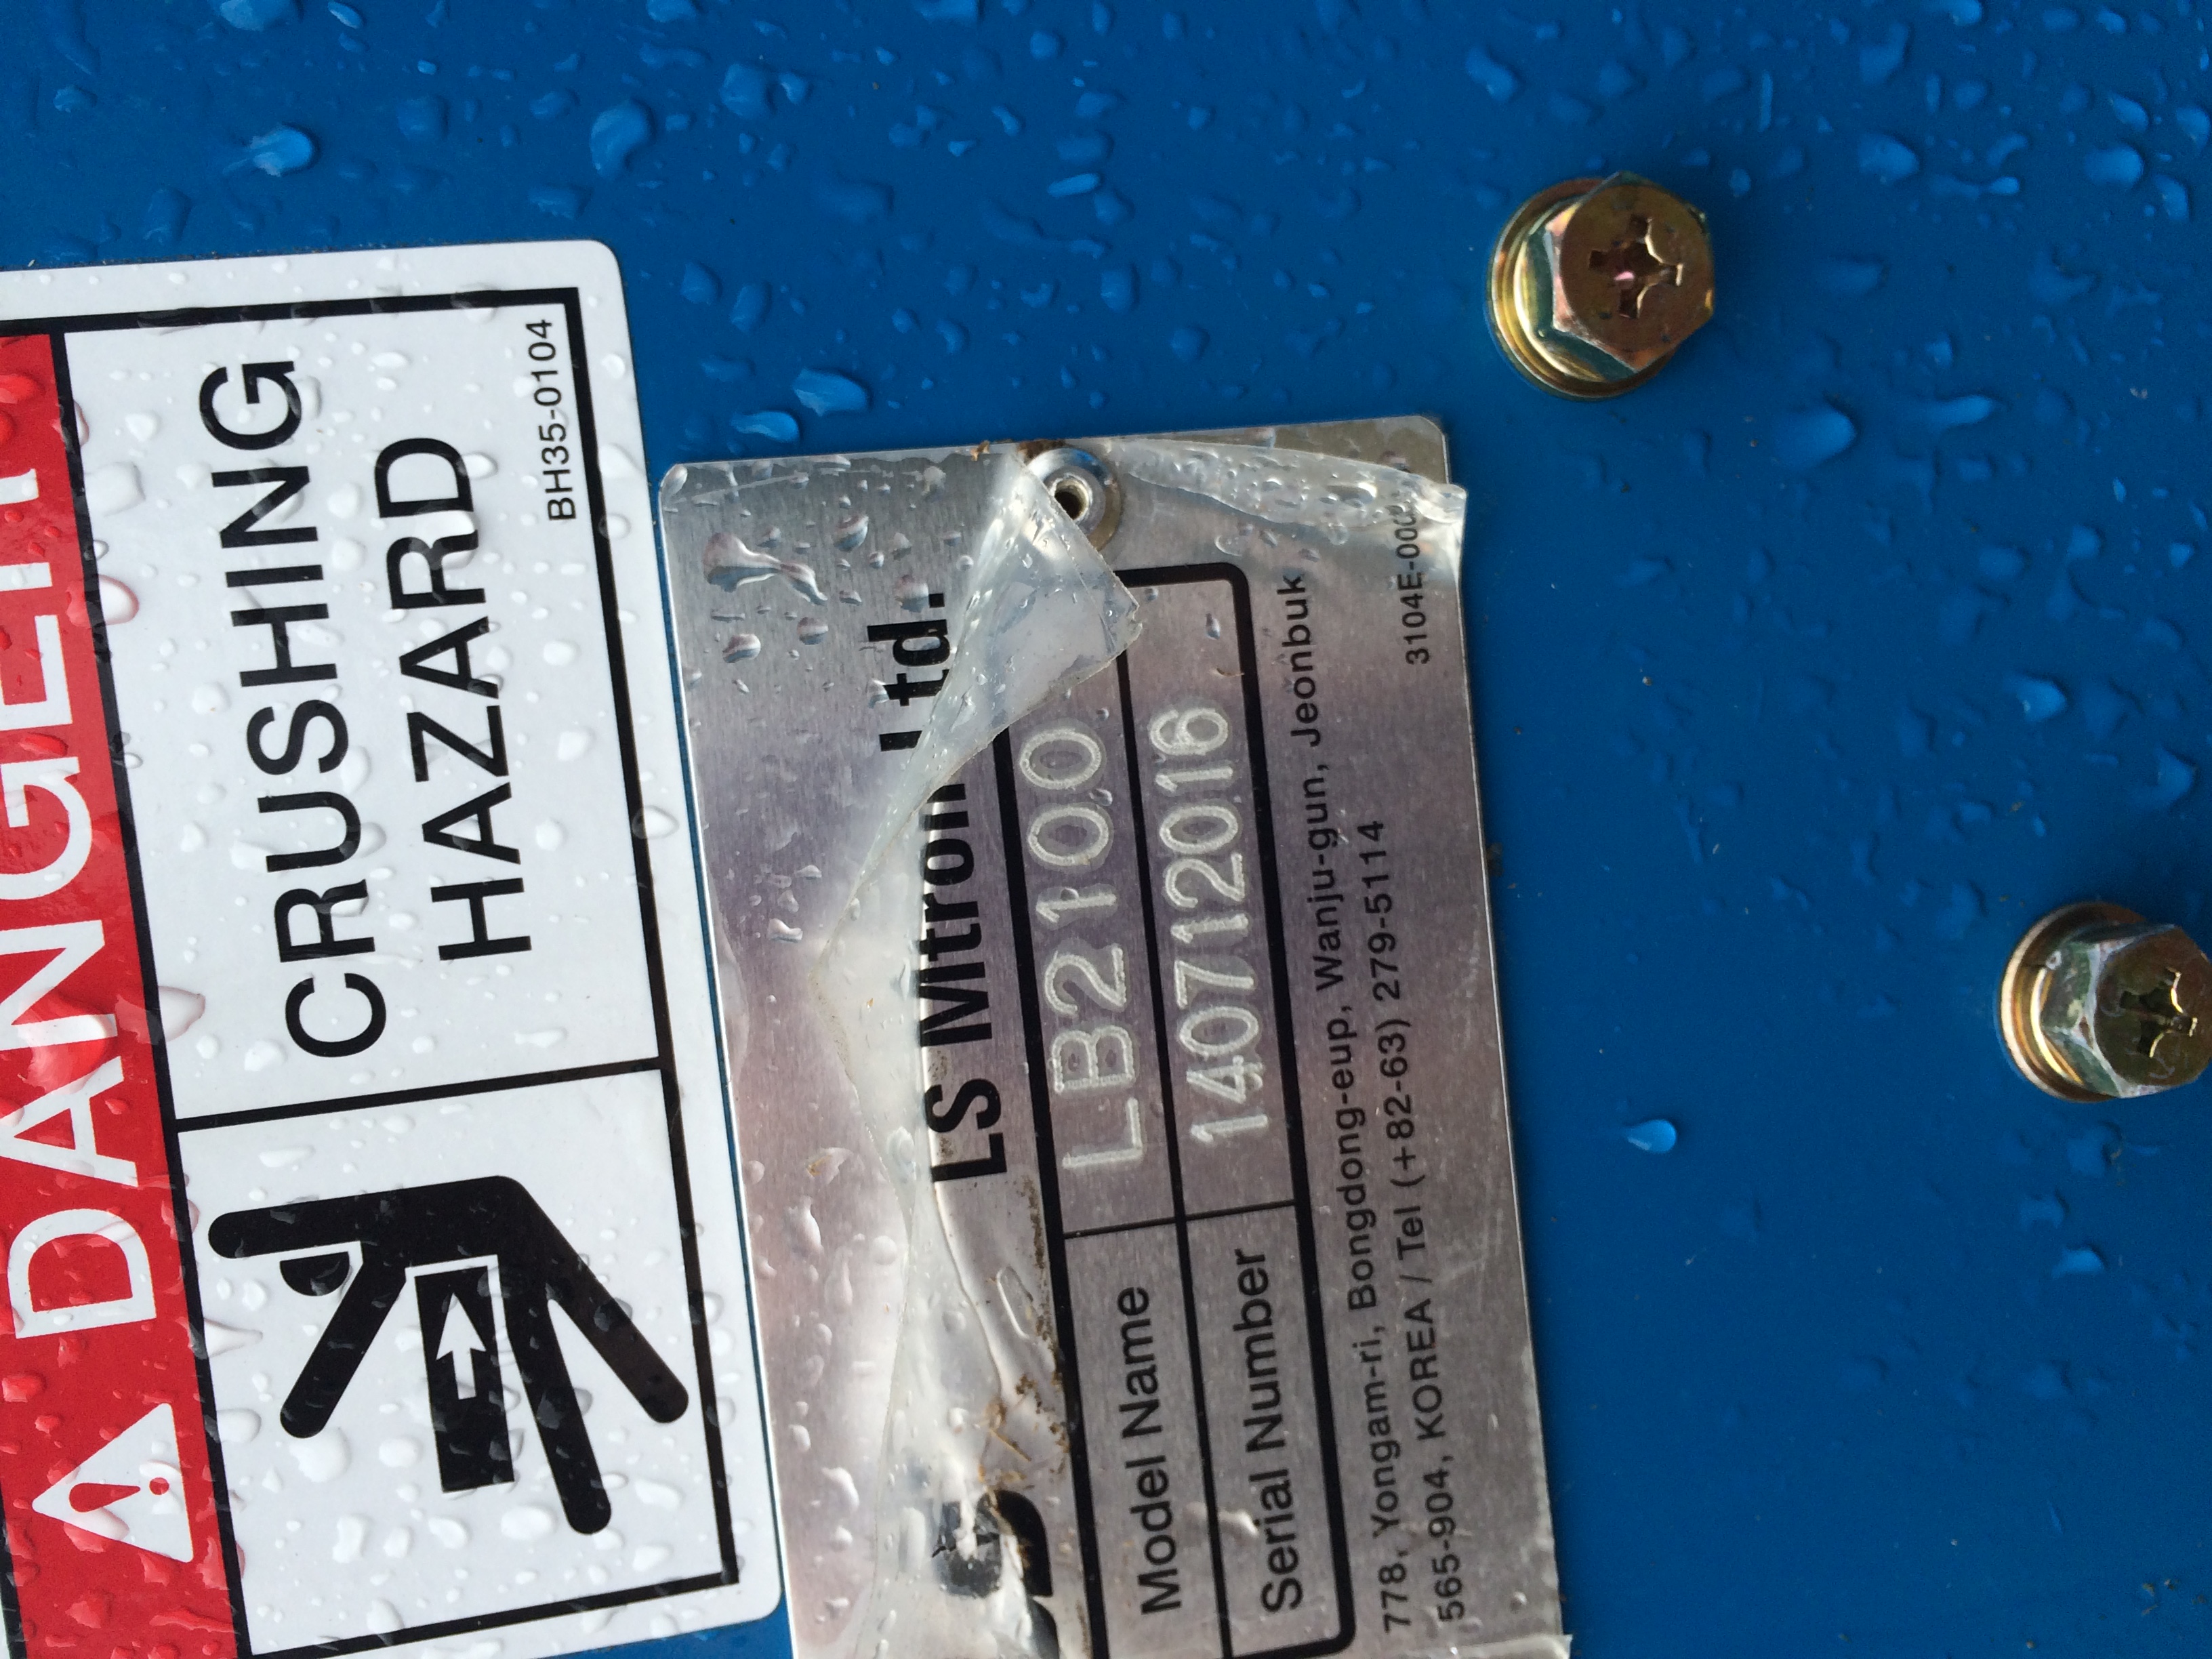 DANGER
CRUSHING
HAZARD
BH35-0104
LS Mtron Ltd.
Model Name LB2100
Serial Number 140712016
778, Yongam-ri, Bongdong-eup, Wanju-gun, Jeonbuk
565-904, KOREA / Tel (+82-63) 279-5114